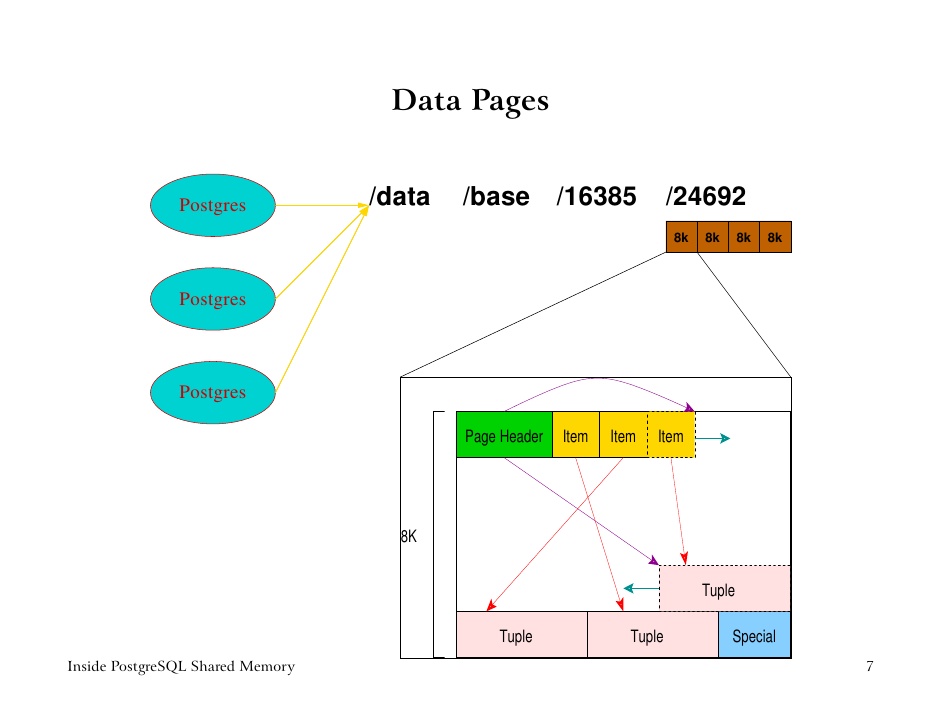 Data Pages
Postgres
Postgres
Postgres
/data /base /16385 /24692
8k 8k 8k 8k
Page Header Item Item Item
8K
Tuple
Tuple Tuple Special
Inside PostgreSQL Shared Memory 7